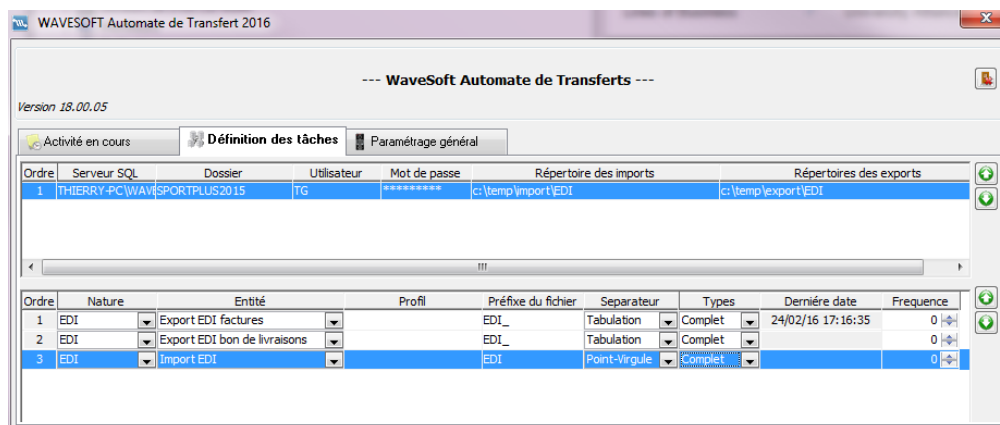 WAVESOFT Automate de Transfert 2016
--- WaveSoft Automate de Transferts ---
Version 18.00.05
Activité en cours Définition des tâches Paramétrage général
Ordre Serveur SQL Dossier Utilisateur Mot de passe Répertoire des imports Répertoires des exports
1 THIERRY-PC\WAVE SPORTPLUS2015 TG ********* c:\temp\import\EDI c:\temp\export\EDI
Ordre Nature Entité Profil Préfixe du fichier Separateur Types Derniére date Frequence
1 EDI Export EDI factures EDI_ Tabulation Complet 24/02/16 17:16:35 0
2 EDI Export EDI bon de livraisons EDI_ Tabulation Complet 0
3 EDI Import EDI EDI Point-Virgule Complet 0